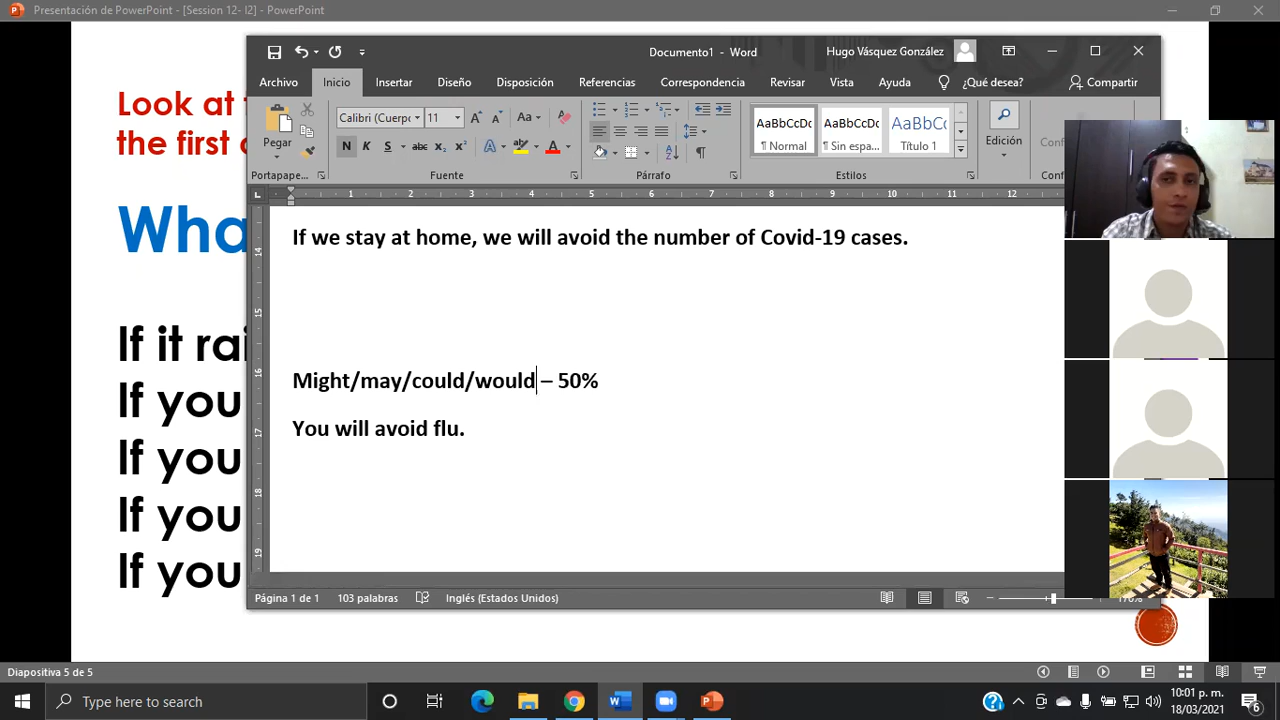 Presentación de PowerPoint - [Session 12- I2] - PowerPoint
Documento1 - Word
Hugo Vásquez González
Archivo
Inicio
Insertar
Diseño
Disposición
Referencias
Correspondencia
Revisar
Vista
Ayuda
¿Qué desea?
Compartir
Pegar
Calibri (Cuerpo
11
Aa
N K S abc x₂ x²
AaBbCcDc AaBbCcDc AaBbCc
¶ Normal ¶ Sin espa... Título 1
Edición
Portapape...
Fuente
Párrafo
Estilos
Look at
the first
If we stay at home, we will avoid the number of Covid-19 cases.
Might/may/could/would – 50%
You will avoid flu.
If it
If you
If you
If you
If you
Página 1 de 1
103 palabras
Inglés (Estados Unidos)
Diapositiva 5 de 5
Type here to search
10:01 p. m.
18/03/2021
6